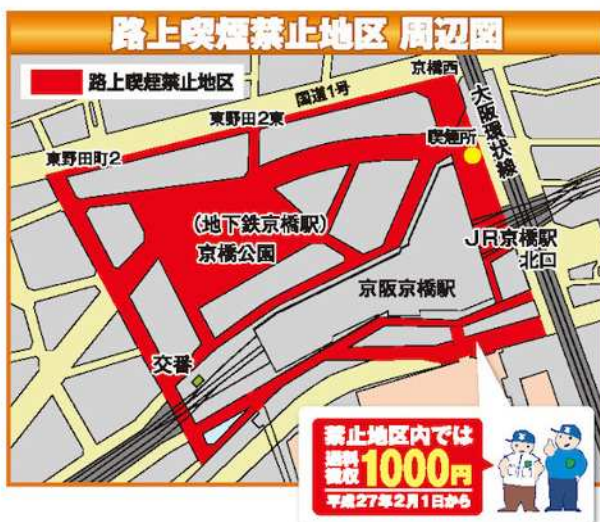 路上喫煙禁止地区 周辺図
路上喫煙禁止地区
京橋西
国道1号
大阪環状線
東野田2東
喫煙所
東野田町2
(地下鉄京橋駅)
京橋公園
JR京橋駅
北口
京阪京橋駅
交番
禁止地区内では
過料
徴収
1000円
平成27年2月1日から